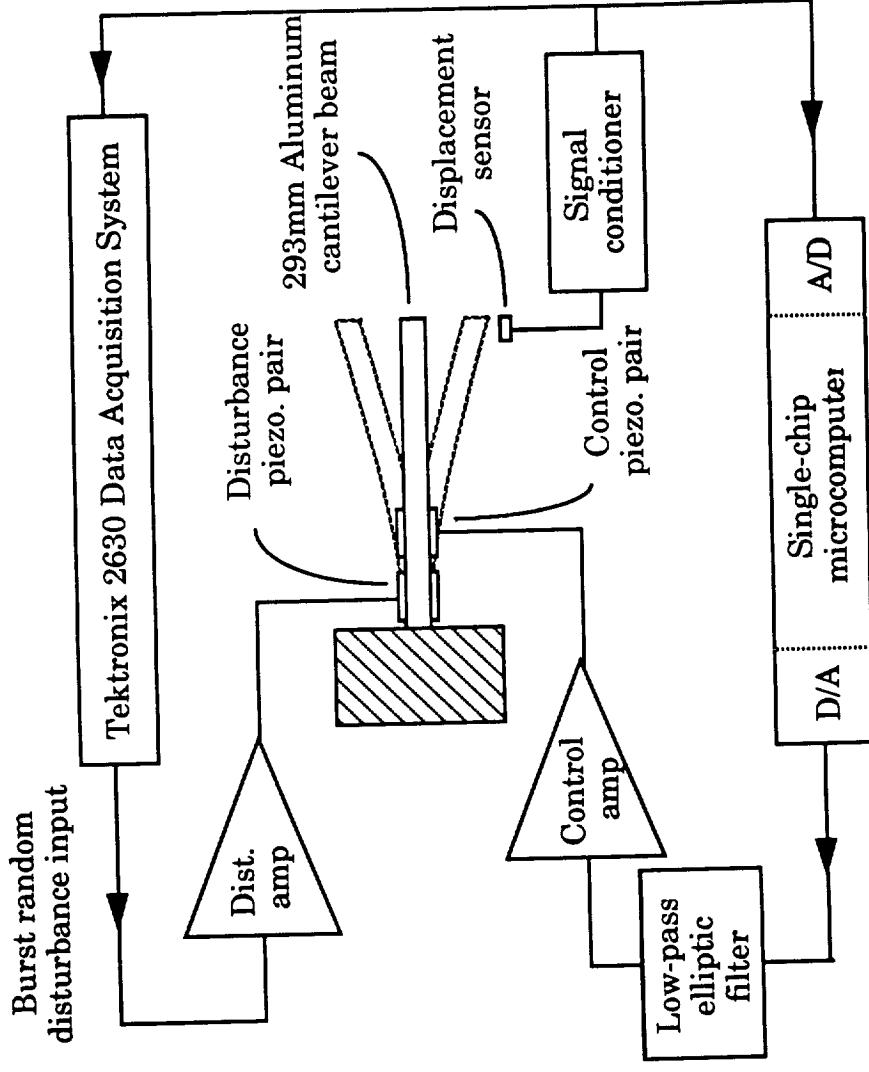 Burst random
disturbance input
Tektronix 2630 Data Acquisition System
Dist.
amp
Disturbance
piezo. pair
293mm Aluminum
cantilever beam
Displacement
sensor
Control
piezo. pair
Control
amp
Signal
conditioner
Low-pass
elliptic
filter
D/A
Single-chip
microcomputer
A/D